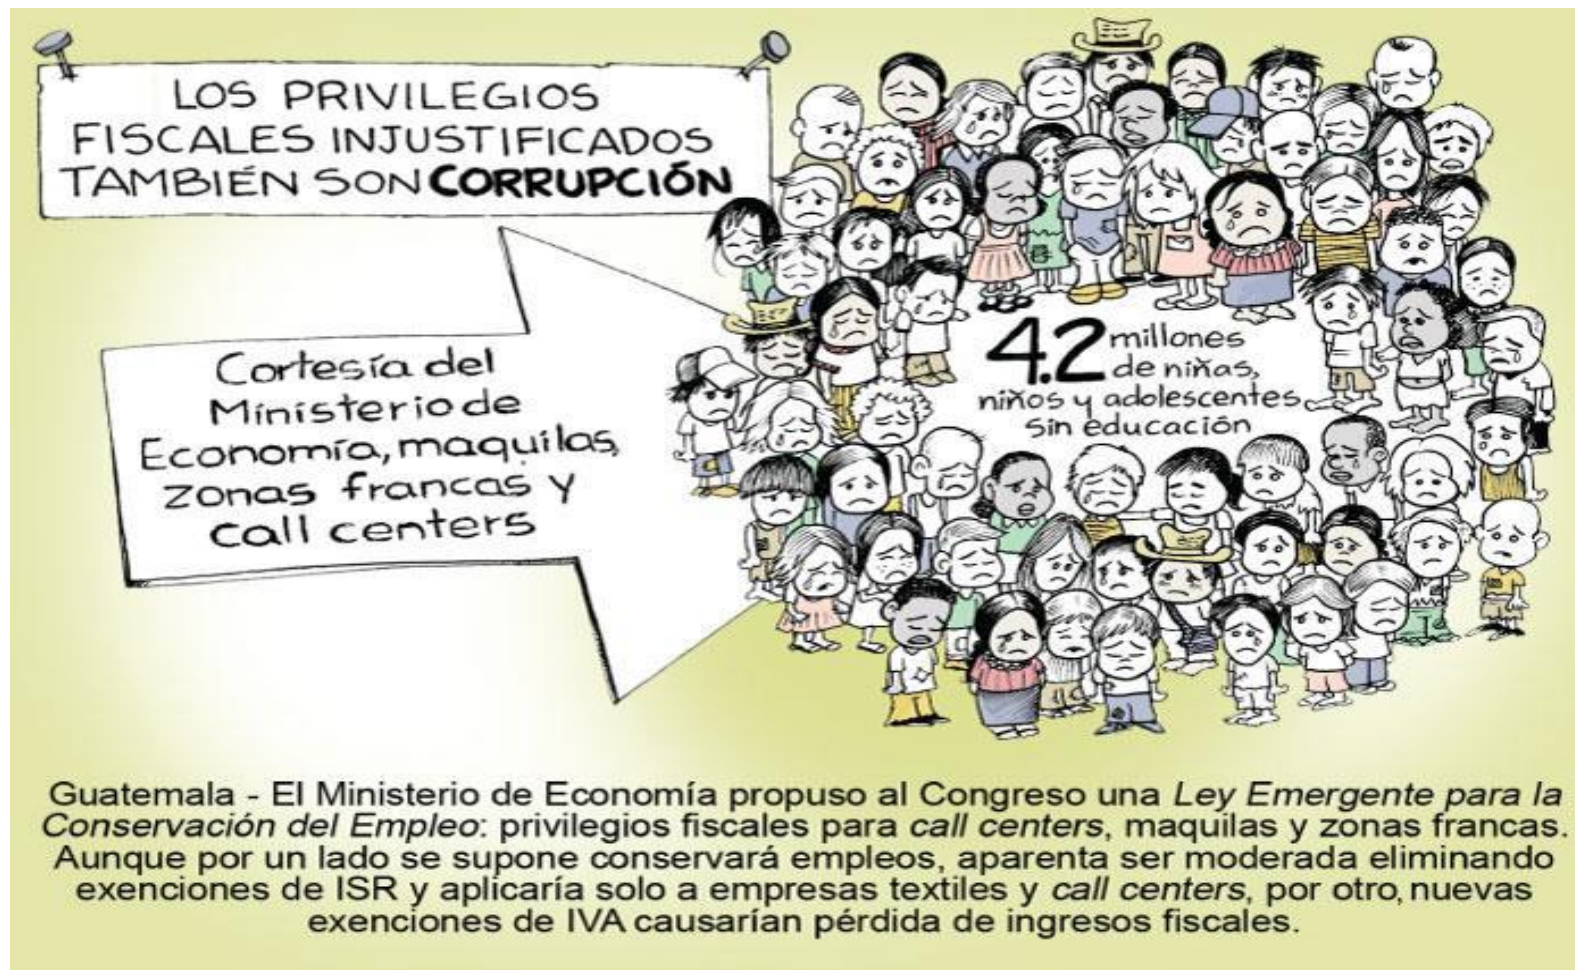 LOS PRIVILEGIOS
FISCALES INJUSTIFICADOS
TAMBIÉN SON CORRUPCIÓN
Cortesía del
Ministerio de
Economía, maquilas,
zonas francas y
call centers
4.2 millones
de niñas,
niños y adolescentes
sin educación
Guatemala - El Ministerio de Economía propuso al Congreso una Ley Emergente para la
Conservación del Empleo: privilegios fiscales para call centers, maquilas y zonas francas.
Aunque por un lado se supone conservará empleos, aparenta ser moderada eliminando
exenciones de ISR y aplicaría solo a empresas textiles y call centers, por otro, nuevas
exenciones de IVA causarían pérdida de ingresos fiscales.